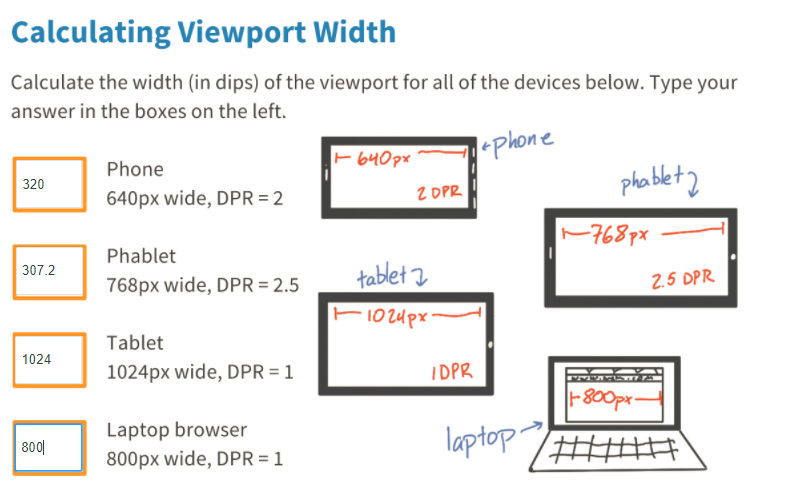 Calculating Viewport Width
Calculate the width (in dips) of the viewport for all of the devices below. Type your
answer in the boxes on the left.
320
Phone
640px wide, DPR = 2
640px
2 DPR
phone
307.2
Phablet
768px wide, DPR = 2.5
phablet
768px
2.5 DPR
1024
Tablet
1024px wide, DPR = 1
tablet
1024px
1DPR
800
Laptop browser
800px wide, DPR = 1
800px
laptop